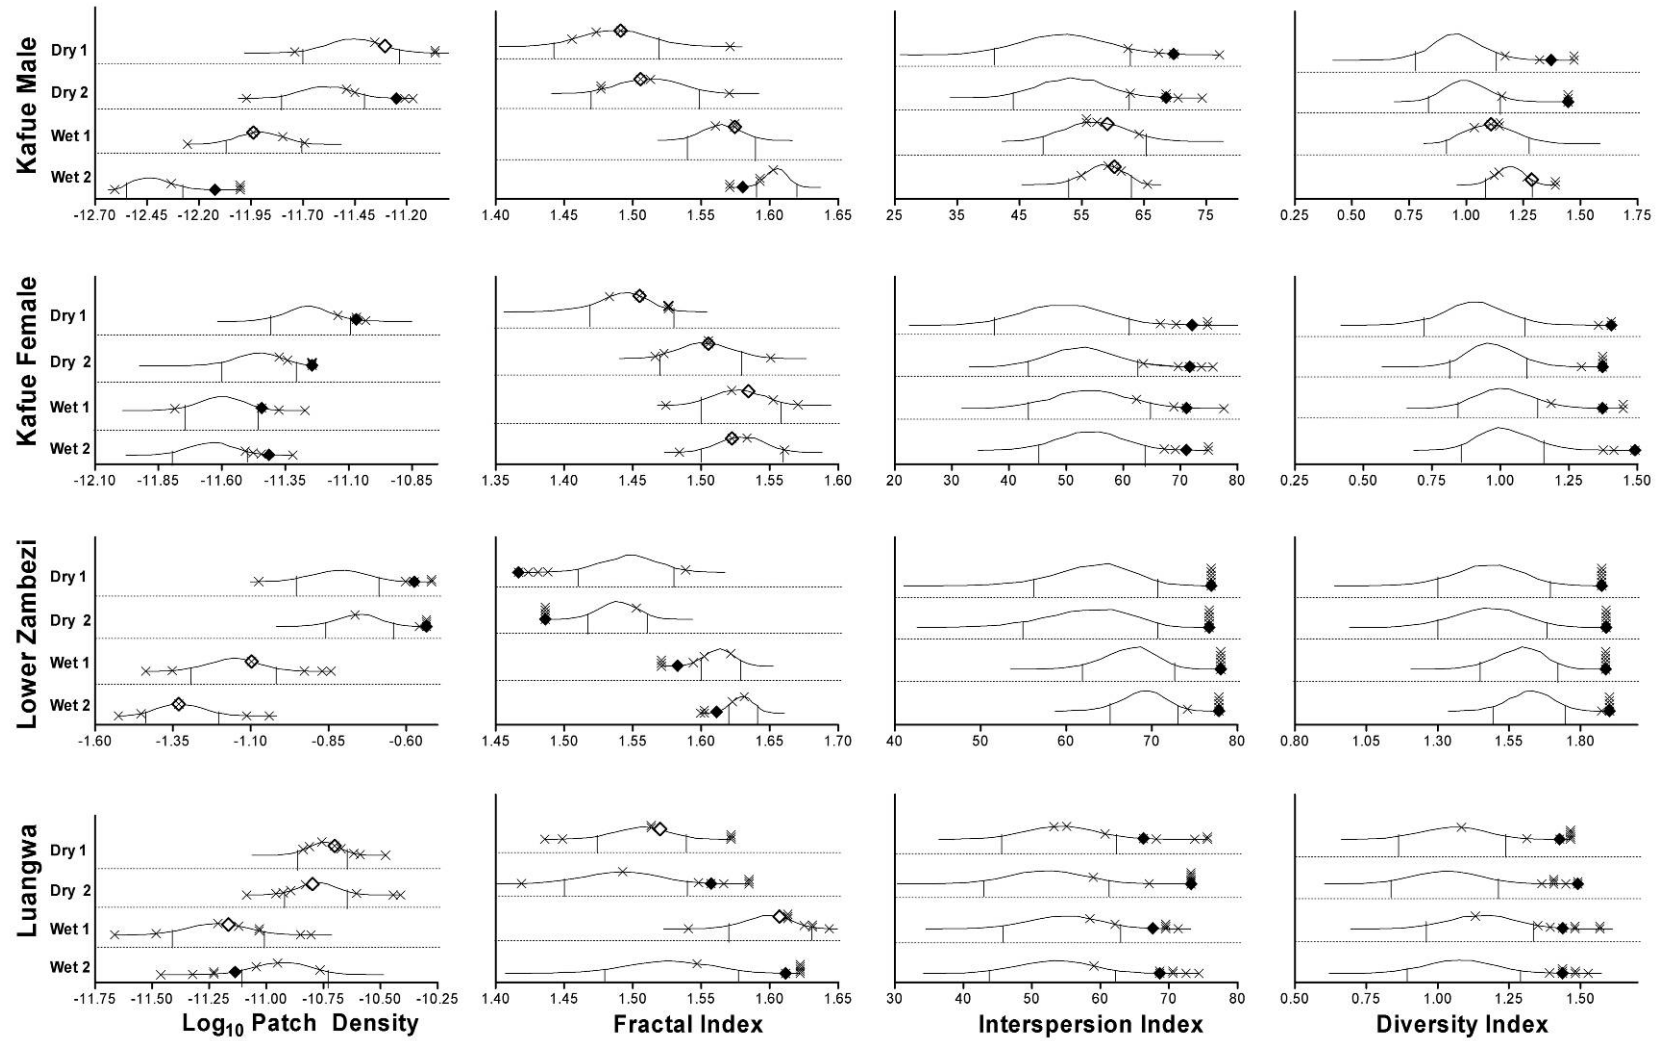 Kafue Male
Dry 1
Dry 2
Wet 1
Wet 2
-12.70 -12.45 -12.20 -11.95 -11.70 -11.45 -11.20
1.40 1.45 1.50 1.55 1.60 1.65
25 35 45 55 65 75
0.25 0.50 0.75 1.00 1.25 1.50 1.75
Kafue Female
Dry 1
Dry 2
Wet 1
Wet 2
-12.10 -11.85 -11.60 -11.35 -11.10 -10.85
1.35 1.40 1.45 1.50 1.55 1.60
20 30 40 50 60 70 80
0.25 0.50 0.75 1.00 1.25 1.50
Lower Zambezi
Dry 1
Dry 2
Wet 1
Wet 2
-1.60 -1.35 -1.10 -0.85 -0.60
1.45 1.50 1.55 1.60 1.65 1.70
40 50 60 70 80
0.80 1.05 1.30 1.55 1.80
Luangwa
Dry 1
Dry 2
Wet 1
Wet 2
-11.75 -11.50 -11.25 -11.00 -10.75 -10.50 -10.25
1.40 1.45 1.50 1.55 1.60 1.65
30 40 50 60 70 80
0.50 0.75 1.00 1.25 1.50
Log10 Patch Density
Fractal Index
Interspersion Index
Diversity Index